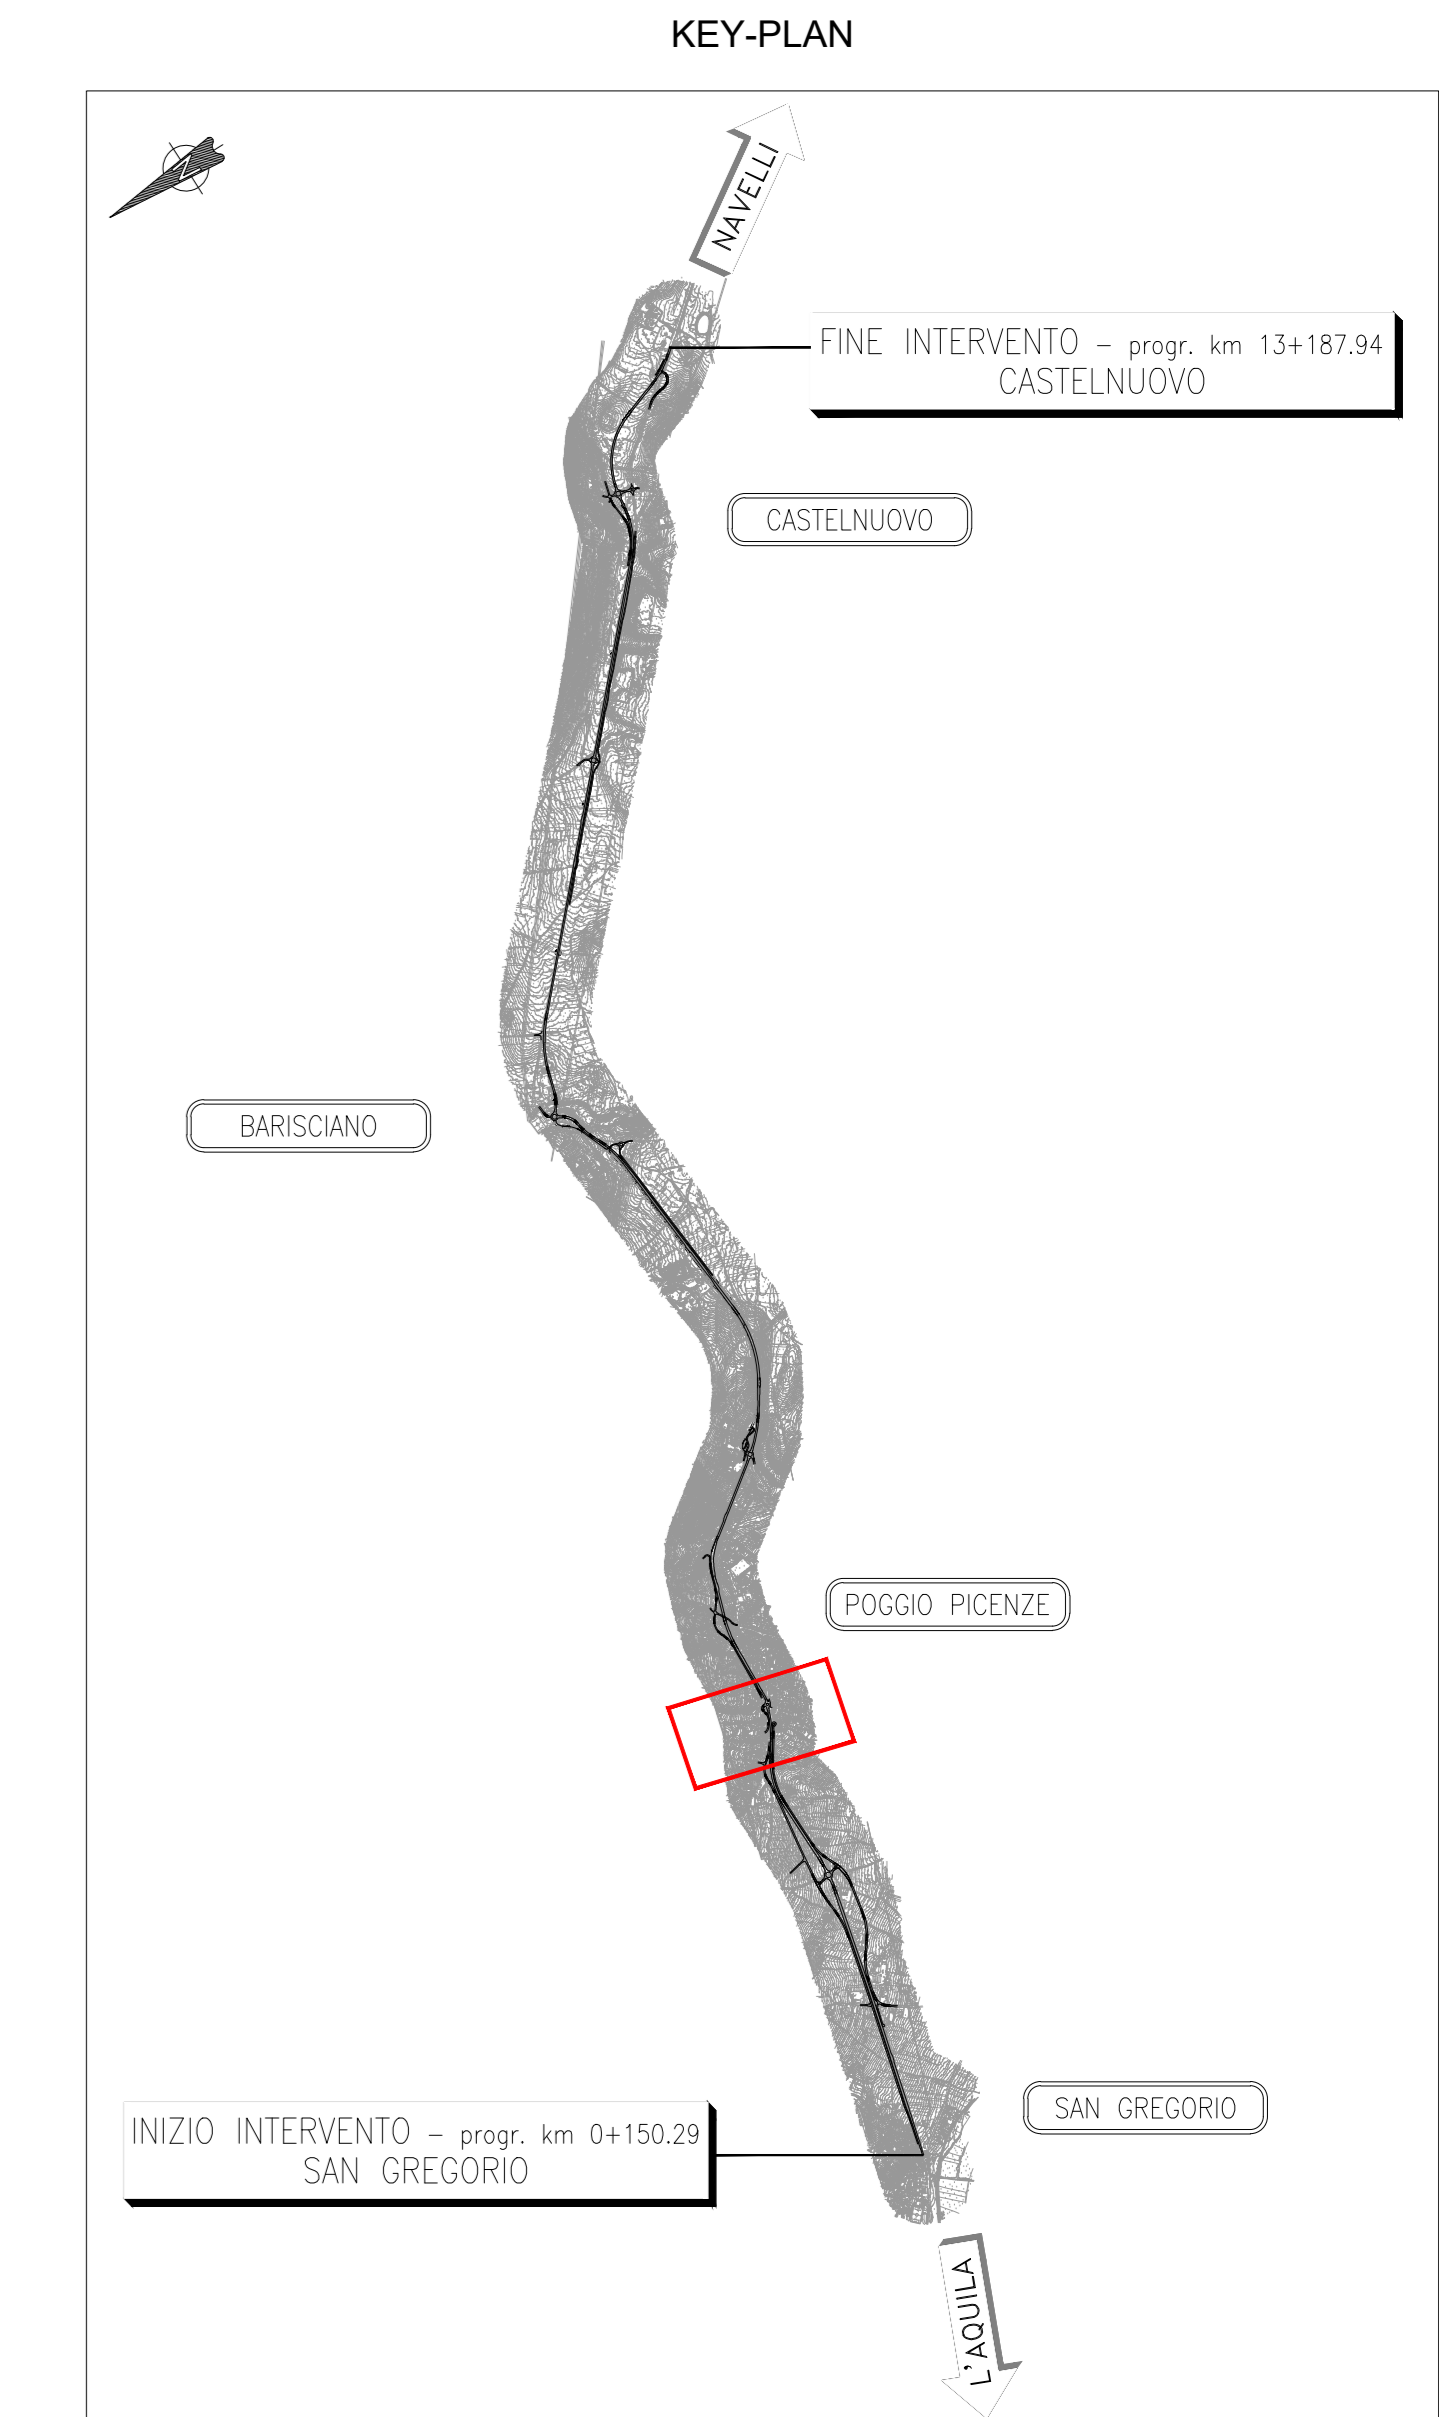 KEY-PLAN
NAVELLI
FINE INTERVENTO – progr. km 13+187.94
CASTELNUOVO
CASTELNUOVO
BARISCIANO
POGGIO PICENZE
SAN GREGORIO
INIZIO INTERVENTO – progr. km 0+150.29
SAN GREGORIO
L'AQUILA